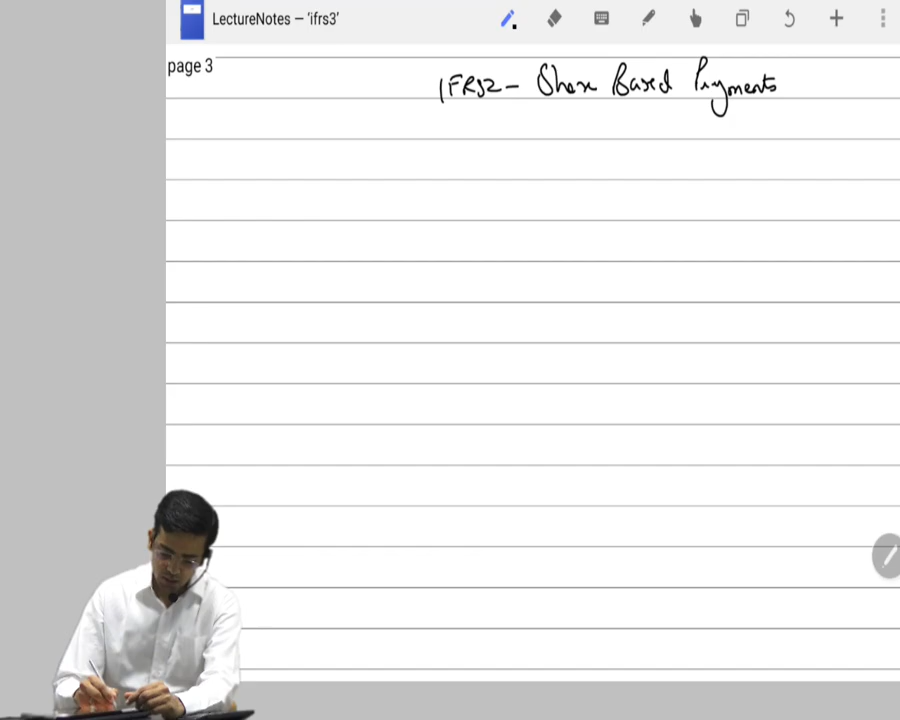 LectureNotes – 'ifrs3'
page 3
IFRS2 - Share Based Payments